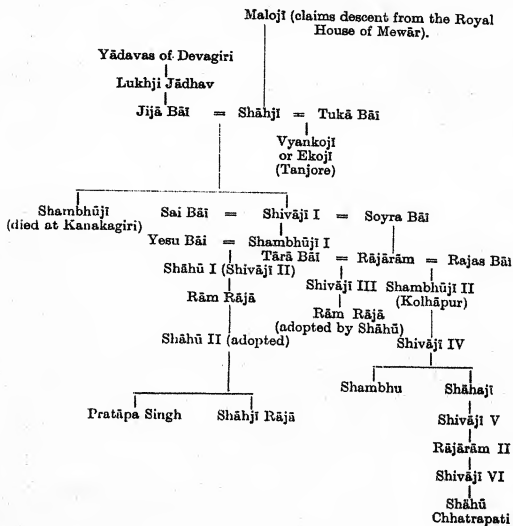 Malojī (claims descent from the Royal
House of Mewār).
Yādavas of Devagiri
Lukhji Jādhav
Jijā Bāī = Shāhjī = Tukā Bāi
Vyankojī
or Ekojī
(Tanjore)
Shambhūjī Sai Bāī = Shivājī I = Soyra Bāī
(died at Kanakagiri)
Yesu Bāi = Shambhūjī I
Tārā Bāī = Rājārām = Rajas Bāī
Shāhū I (Shivājī II)
Shivājī III Shambhūjī II
Rām Rājā (Kolhāpur)
Rām Rājā
(adopted by Shāhū)
Shāhū II (adopted)
Shivājī IV
Shambhu Shāhajī
Pratāpa Singh Shāhjī Rājā
Shivājī V
Rājārām II
Shivājī VI
Shāhū
Chhatrapati